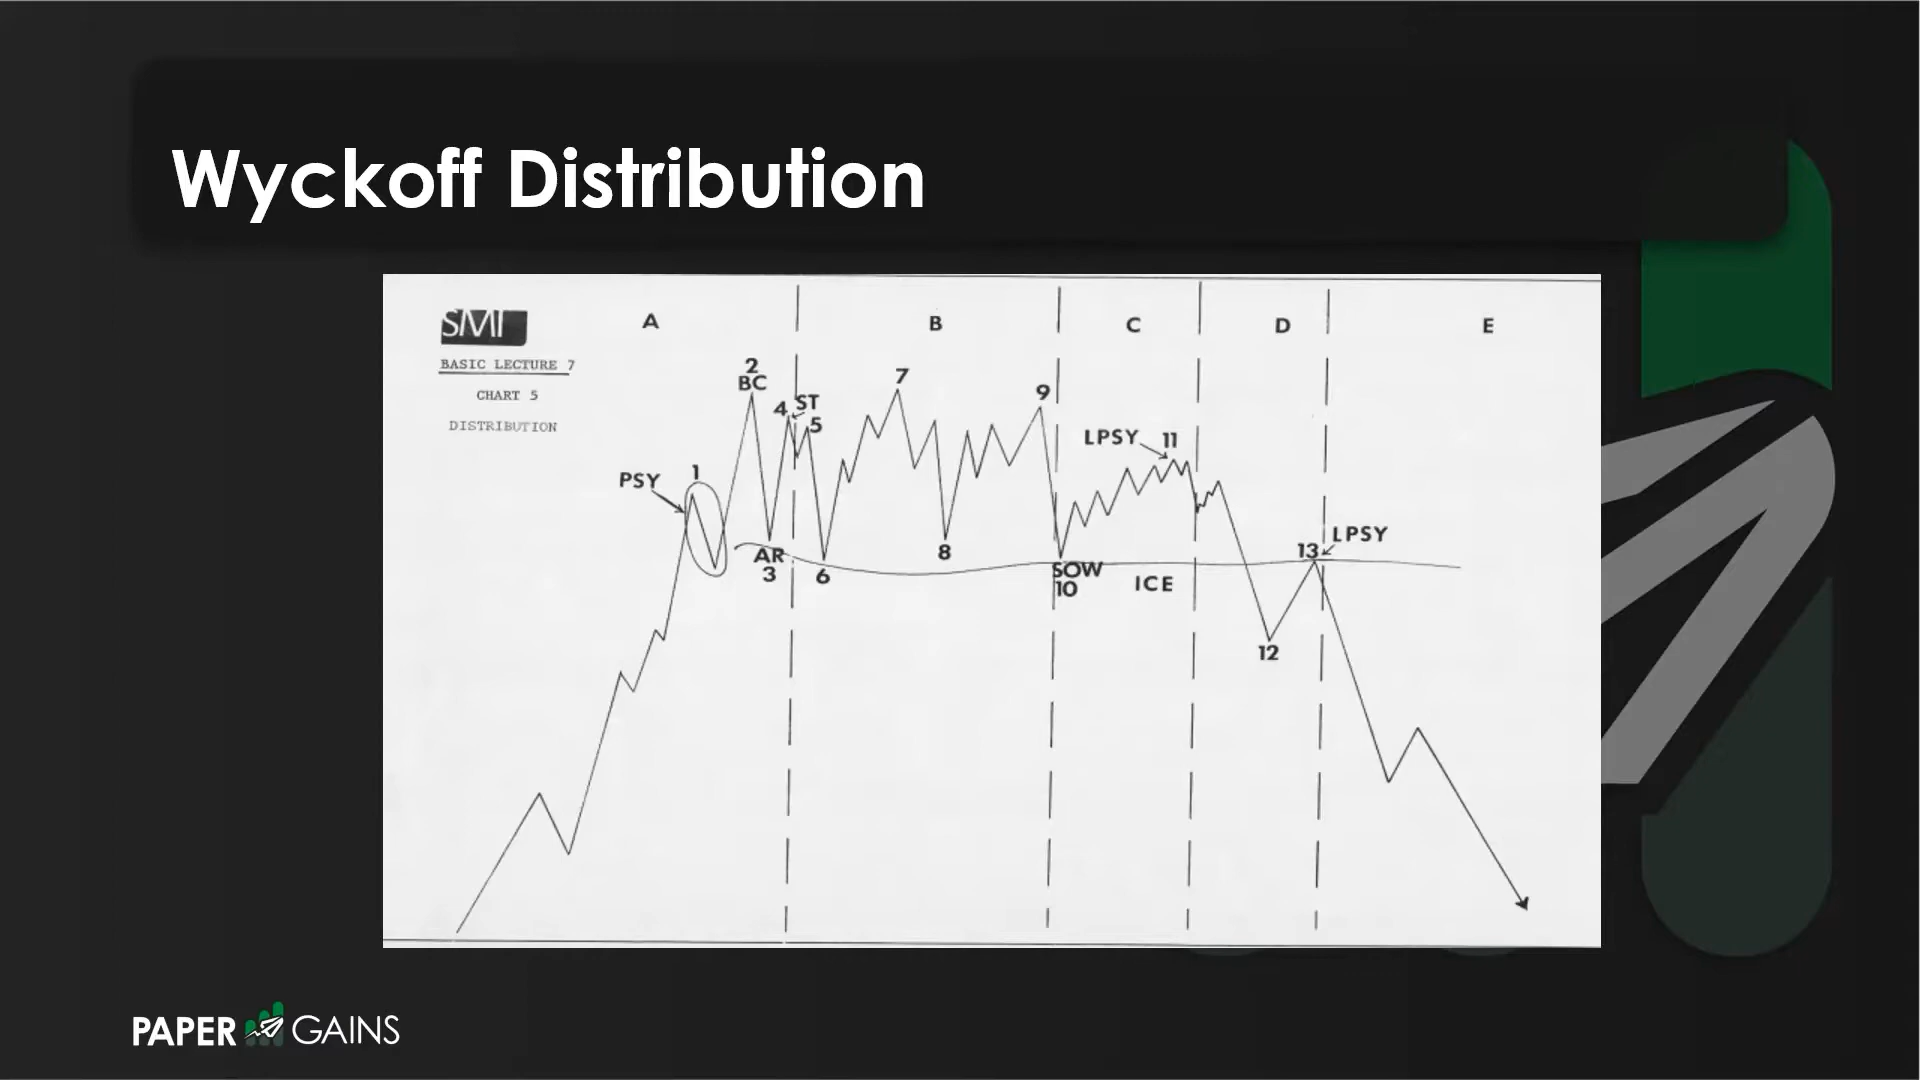 Wyckoff Distribution
SMI
BASIC LECTURE 7
CHART 5
DISTRIBUTION
A
B
C
D
E
PSY
1
2
BC
AR
3
4
ST
5
6
7
8
9
SOW
10
ICE
LPSY
11
12
13
LPSY
PAPER GAINS